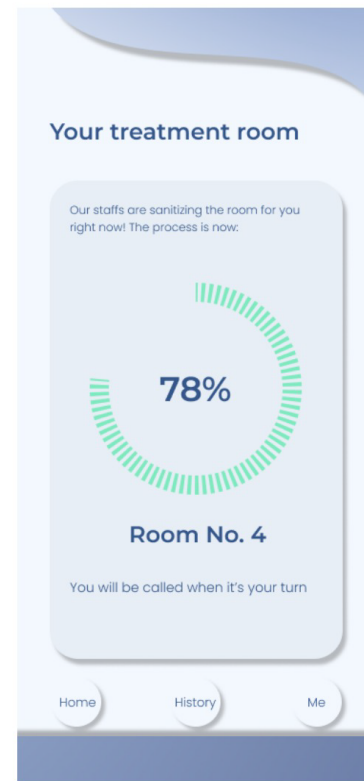 Your treatment room
Our staffs are sanitizing the room for you
right now! The process is now:
78%
Room No. 4
You will be called when it's your turn
Home History Me